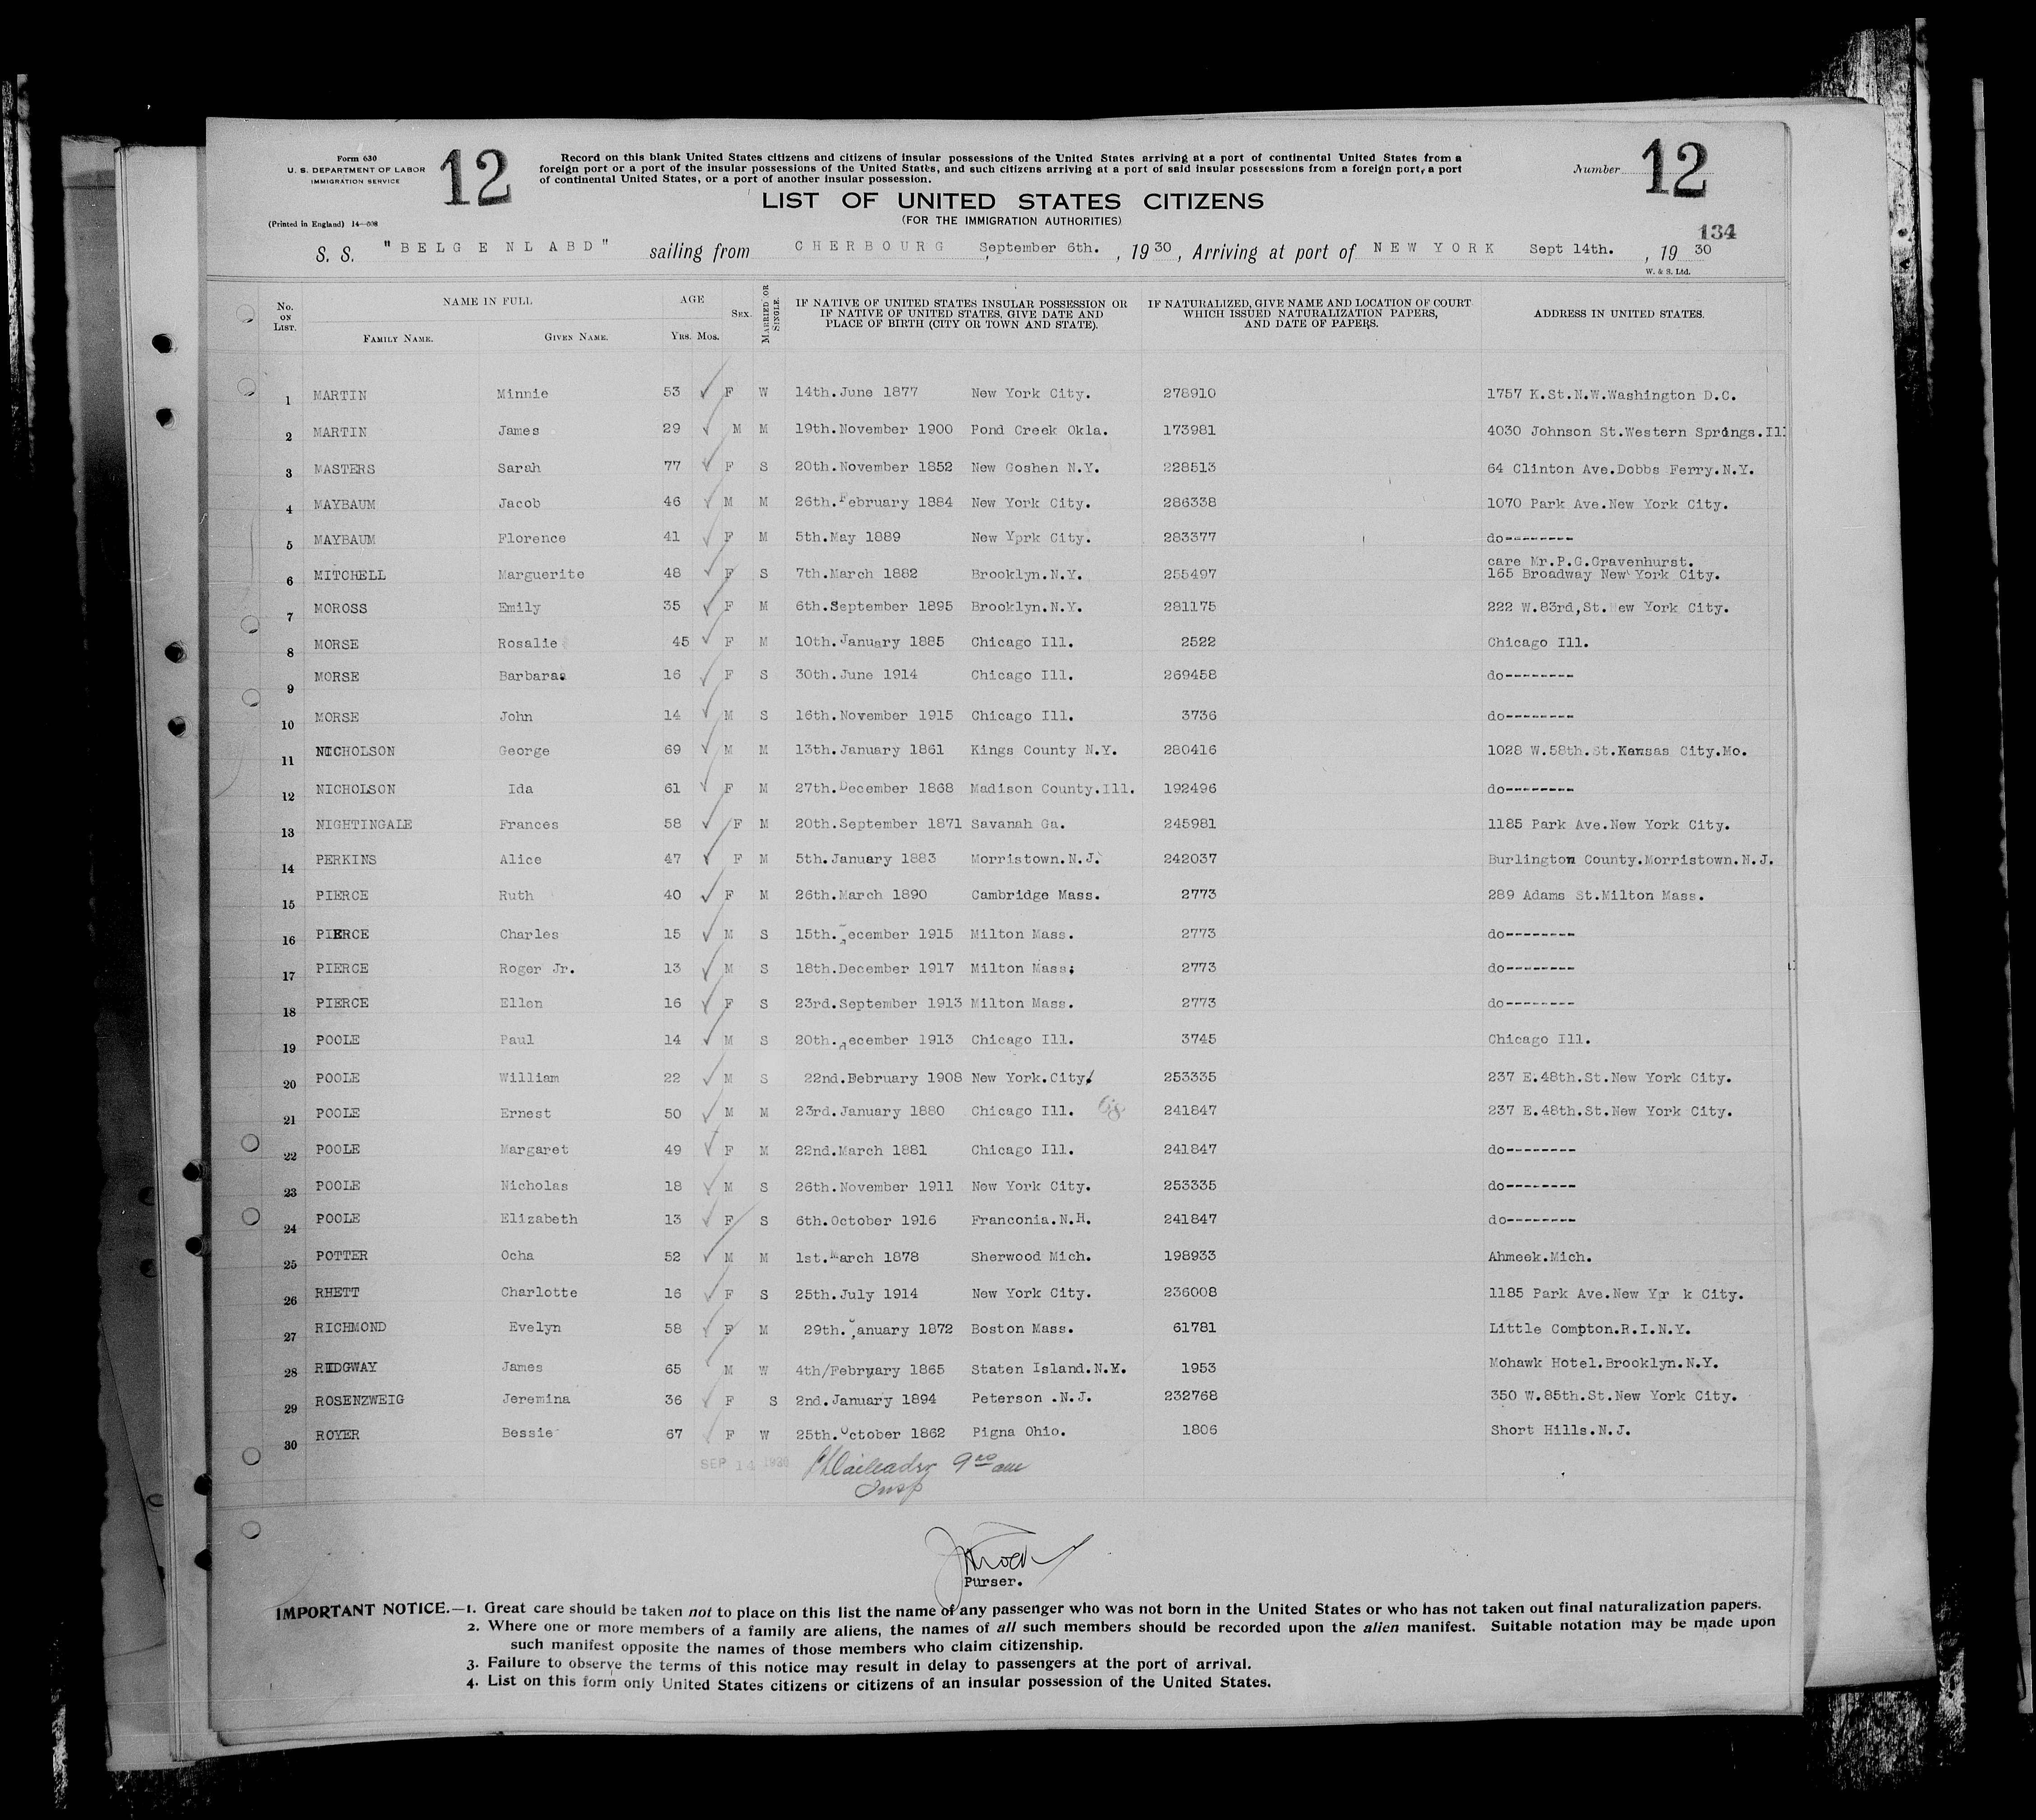 Form 630
U. S. DEPARTMENT OF LABOR
IMMIGRATION SERVICE
(Printed in England) 14—608
12
Record on this blank United States citizens and citizens of insular possessions of the United States arriving at a port of continental United States from a
foreign port or a port of the insular possessions of the United States, and such citizens arriving at a port of said insular possessions from a foreign port, a port
of continental United States, or a port of another insular possession.
Number 12
LIST OF UNITED STATES CITIZENS
(FOR THE IMMIGRATION AUTHORITIES)
134
S. S. "BELGENLABD" sailing from CHERBOURG September 6th. , 1930, Arriving at port of NEW YORK Sept 14th. , 1930
W. & S. Ltd.
No. ON LIST. NAME IN FULL AGE SEX. MARRIED OR SINGLE. IF NATIVE OF UNITED STATES INSULAR POSSESSION OR IF NATIVE OF UNITED STATES, GIVE DATE AND PLACE OF BIRTH (CITY OR TOWN AND STATE). IF NATURALIZED, GIVE NAME AND LOCATION OF COURT WHICH ISSUED NATURALIZATION PAPERS, AND DATE OF PAPERS. ADDRESS IN UNITED STATES.
FAMILY NAME. GIVEN NAME. YRS. MOS.
1 MARTIN Minnie 53 F W 14th.June 1877 New York City. 278910 1757 K.St.N.W.Washington D.C.
2 MARTIN James 29 M M 19th.November 1900 Pond Creek Okla. 173981 4030 Johnson St.Western Springs.Ill
3 MASTERS Sarah 77 F S 20th.November 1852 New Goshen N.Y. 228513 64 Clinton Ave.Dobbs Ferry.N.Y.
4 MAYBAUM Jacob 46 M M 26th.February 1884 New York City. 286338 1070 Park Ave.New York City.
5 MAYBAUM Florence 41 F M 5th.May 1889 New Yprk City. 283377 do--------
6 MITCHELL Marguerite 48 F S 7th.March 1882 Brooklyn.N.Y. 255497 care Mr.P.G.Gravenhurst.
165 Broadway New York City.
7 MOROSS Emily 35 F M 6th.September 1895 Brooklyn.N.Y. 281175 222 W.83rd,St.New York City.
8 MORSE Rosalie 45 F M 10th.January 1885 Chicago Ill. 2522 Chicago Ill.
9 MORSE Barbaraa 16 F S 30th.June 1914 Chicago Ill. 269458 do--------
10 MORSE John 14 M S 16th.November 1915 Chicago Ill. 3736 do--------
11 NICHOLSON George 69 M M 13th.January 1861 Kings County N.Y. 280416 1028 W.58th.St.Kansas City.Mo.
12 NICHOLSON Ida 61 F M 27th.December 1868 Madison County.Ill. 192496 do--------
13 NIGHTINGALE Frances 58 F M 20th.September 1871 Savanah Ga. 245981 1185 Park Ave.New York City.
14 PERKINS Alice 47 F M 5th.January 1883 Morristown.N.J. 242037 Burlington County.Morristown.N.J.
15 PIERCE Ruth 40 F M 26th.March 1890 Cambridge Mass. 2773 289 Adams St.Milton Mass.
16 PIERCE Charles 15 M S 15th.December 1915 Milton Mass. 2773 do--------
17 PIERCE Roger Jr. 13 M S 18th.December 1917 Milton Mass; 2773 do--------
18 PIERCE Ellen 16 F S 23rd.September 1913 Milton Mass. 2773 do--------
19 POOLE Paul 14 M S 20th.December 1913 Chicago Ill. 3745 Chicago Ill.
20 POOLE William 22 M S 22nd.February 1908 New York.City. 253335 237 E.48th.St.New York City.
21 POOLE Ernest 50 M M 23rd.January 1880 Chicago Ill. 241847 237 E.48th.St.New York City.
22 POOLE Margaret 49 F M 22nd.March 1881 Chicago Ill. 241847 do--------
23 POOLE Nicholas 18 M S 26th.November 1911 New York City. 253335 do--------
24 POOLE Elizabeth 13 F S 6th.October 1916 Franconia.N.H. 241847 do--------
25 POTTER Ocha 52 M M 1st.March 1878 Sherwood Mich. 198933 Ahmeek.Mich.
26 RHETT Charlotte 16 F S 25th.July 1914 New York City. 236008 1185 Park Ave.New Ypr k City.
27 RICHMOND Evelyn 58 F M 29th.January 1872 Boston Mass. 61781 Little Compton.R.I.N.Y.
28 RIDGWAY James 65 M W 4th/February 1865 Staten Island.N.Y. 1953 Mohawk Hotel.Brooklyn.N.Y.
29 ROSENZWEIG Jeremina 36 F S 2nd.January 1894 Peterson .N.J. 232768 350 W.85th.St.New York City.
30 ROYER Bessie 67 F W 25th.October 1862 Pigna Ohio. 1806 Short Hills.N.J.
SEP 14 1930 9 00 am
Insp
Purser.
IMPORTANT NOTICE.—1. Great care should be taken not to place on this list the name of any passenger who was not born in the United States or who has not taken out final naturalization papers.
2. Where one or more members of a family are aliens, the names of all such members should be recorded upon the alien manifest. Suitable notation may be made upon
such manifest opposite the names of those members who claim citizenship.
3. Failure to observe the terms of this notice may result in delay to passengers at the port of arrival.
4. List on this form only United States citizens or citizens of an insular possession of the United States.